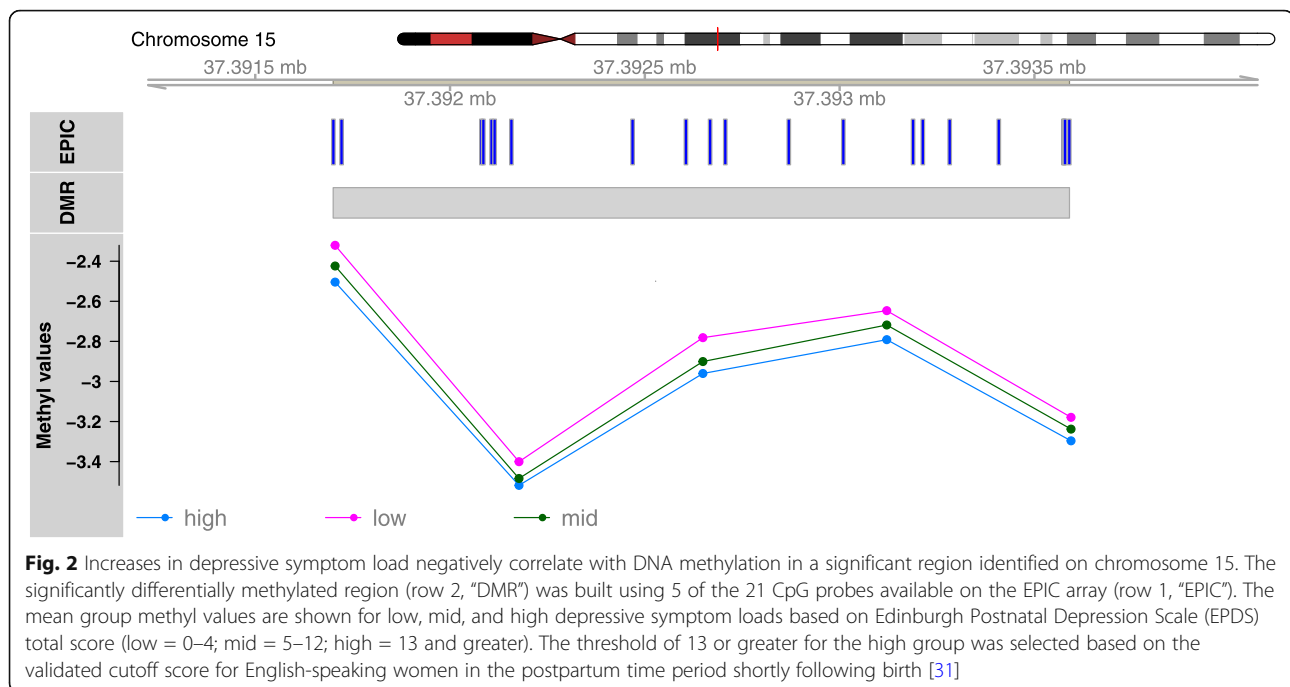 Chromosome 15
37.3915 mb 37.3925 mb 37.3935 mb
37.392 mb 37.393 mb
EPIC
DMR
Methyl values
−2.4
−2.6
−2.8
−3
−3.2
−3.4
high low mid
Fig. 2 Increases in depressive symptom load negatively correlate with DNA methylation in a significant region identified on chromosome 15. The
significantly differentially methylated region (row 2, “DMR”) was built using 5 of the 21 CpG probes available on the EPIC array (row 1, “EPIC”). The
mean group methyl values are shown for low, mid, and high depressive symptom loads based on Edinburgh Postnatal Depression Scale (EPDS)
total score (low = 0–4; mid = 5–12; high = 13 and greater). The threshold of 13 or greater for the high group was selected based on the
validated cutoff score for English-speaking women in the postpartum time period shortly following birth [31]